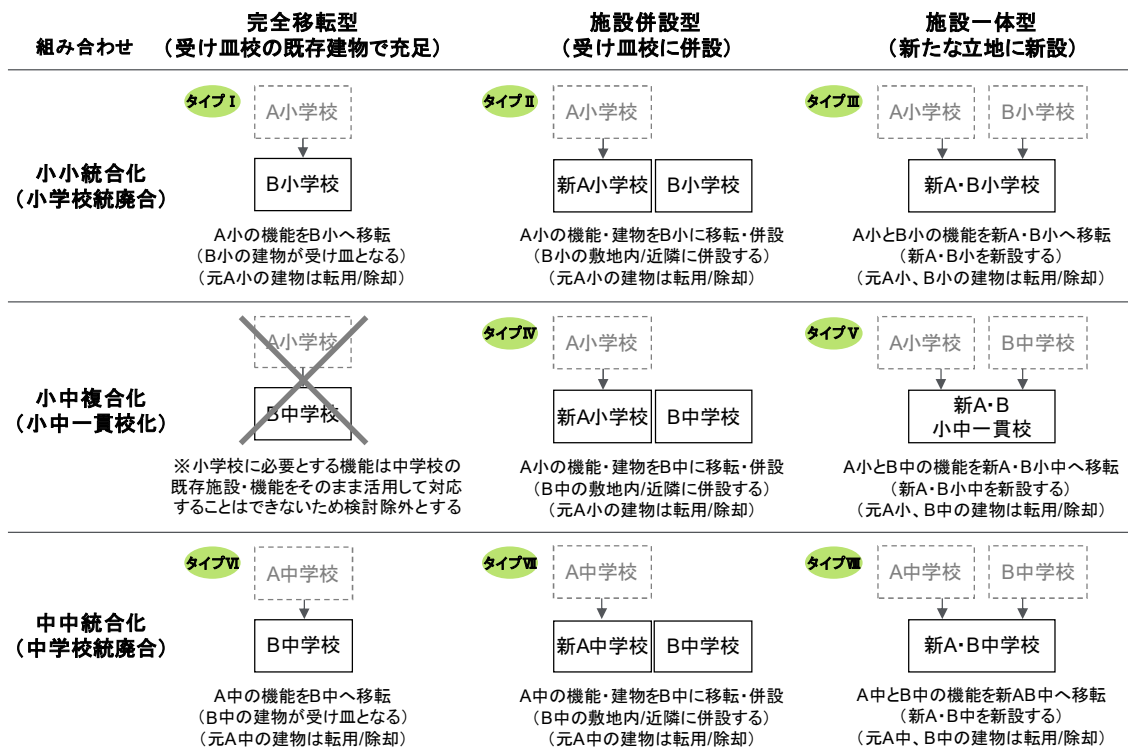 組み合わせ
完全移転型
(受け皿校の既存建物で充足)
施設併設型
(受け皿校に併設)
施設一体型
(新たな立地に新設)
小小統合化
(小学校統廃合)
タイプⅠ
A小学校
B小学校
A小の機能をB小へ移転
(B小の建物が受け皿となる)
(元A小の建物は転用/除却)
タイプⅡ
A小学校
新A小学校
B小学校
A小の機能・建物をB小に移転・併設
(B小の敷地内/近隣に併設する)
(元A小の建物は転用/除却)
タイプⅢ
A小学校
B小学校
新A・B小学校
A小とB小の機能を新A・B小へ移転
(新A・B小を新設する)
(元A小、B小の建物は転用/除却)
小中複合化
(小中一貫校化)
A小学校
B中学校
※小学校に必要とする機能は中学校の
既存施設・機能をそのまま活用して対応
することはできないため検討除外とする
タイプⅣ
A小学校
新A小学校
B中学校
A小の機能・建物をB中に移転・併設
(B中の敷地内/近隣に併設する)
(元A小の建物は転用/除却)
タイプⅤ
A小学校
B中学校
新A・B
小中一貫校
A小とB中の機能を新A・B小中へ移転
(新A・B小中を新設する)
(元A小、B中の建物は転用/除却)
中中統合化
(中学校統廃合)
タイプⅥ
A中学校
B中学校
A中の機能をB中へ移転
(B中の建物が受け皿となる)
(元A中の建物は転用/除却)
タイプⅦ
A中学校
新A中学校
B中学校
A中の機能・建物をB中に移転・併設
(B中の敷地内/近隣に併設する)
(元A中の建物は転用/除却)
タイプⅧ
A中学校
B中学校
新A・B中学校
A中とB中の機能を新AB中へ移転
(新A・B中を新設する)
(元A中、B中の建物は転用/除却)